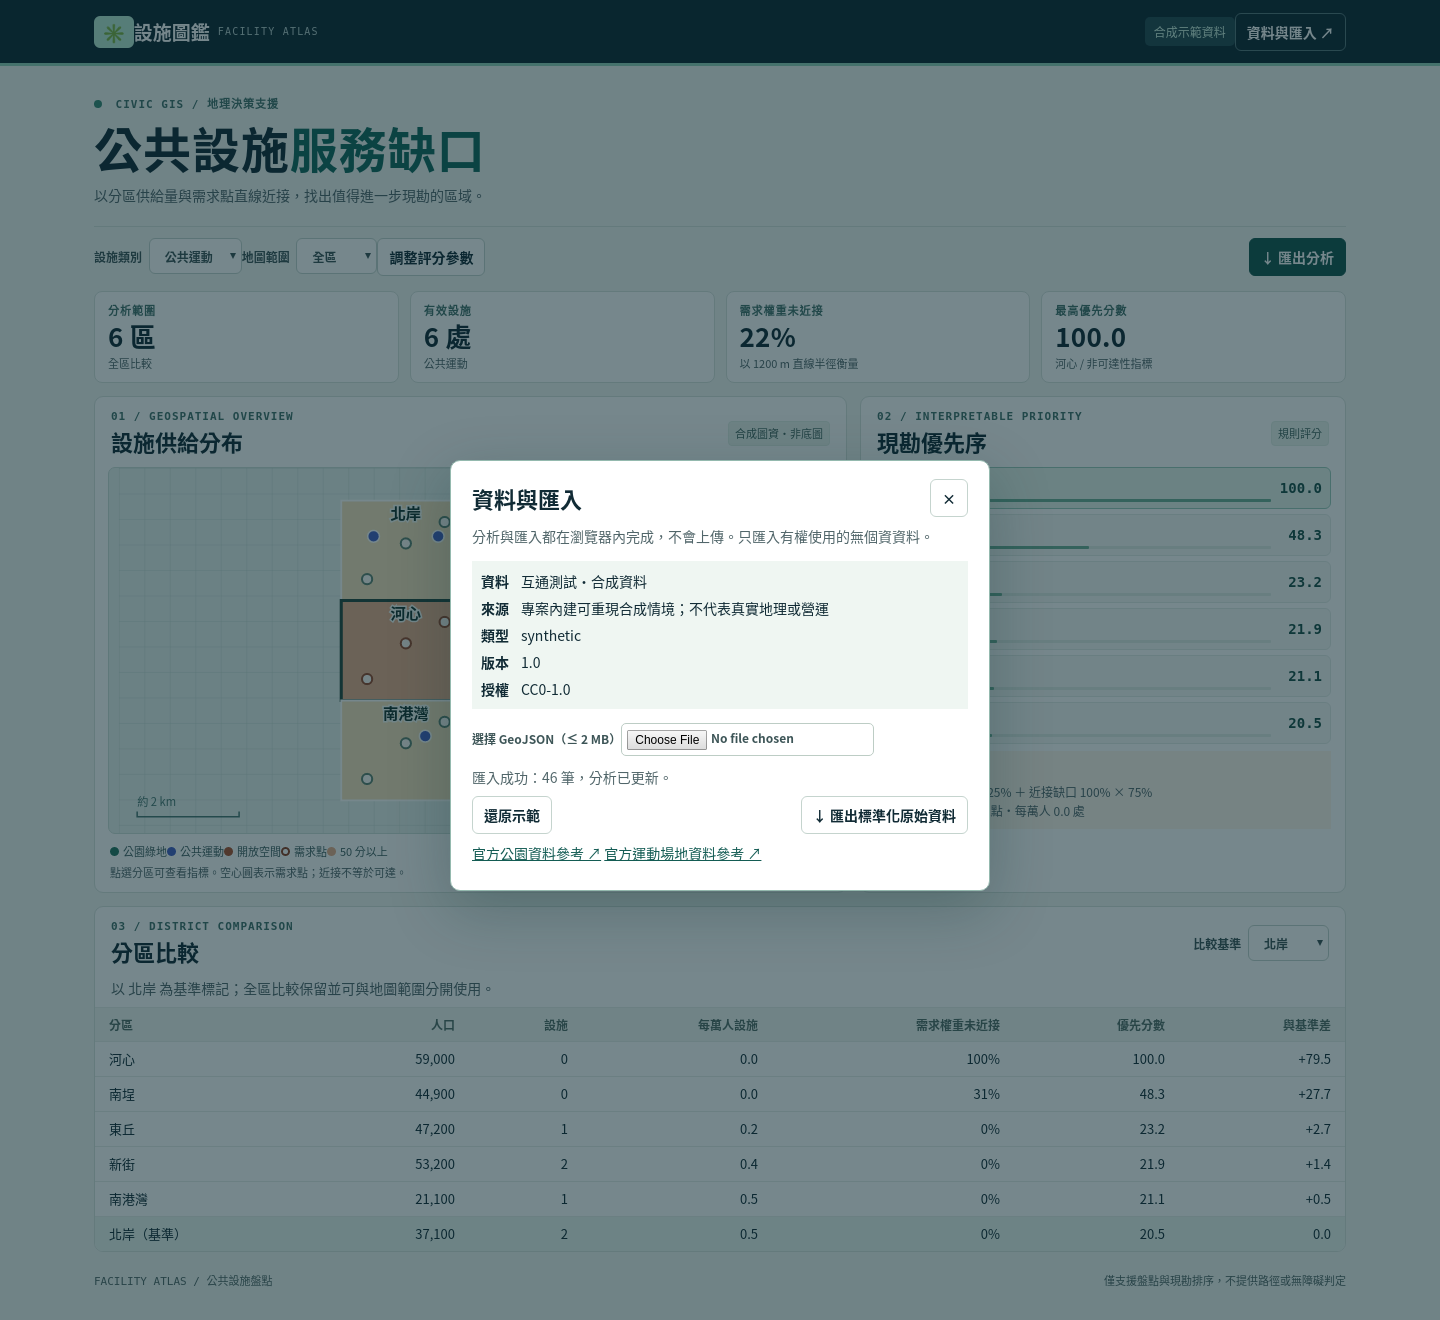 設施圖鑑 FACILITY ATLAS
合成示範資料
資料與匯入 ↗
CIVIC GIS / 地理決策支援
公共設施服務缺口
以分區供給量與需求點直線近接，找出值得進一步現勘的區域。
設施類別 公共運動 地圖範圍 全區 調整評分參數
↓ 匯出分析
分析範圍
6 區
全區比較
有效設施
6 處
公共運動
需求權重未近接
22%
以 1200 m 直線半徑衡量
最高優先分數
100.0
河心 / 非可達性指標
01 / GEOSPATIAL OVERVIEW
設施供給分布
合成圖資・非底圖
北岸
河心
南港灣
約 2 km
公園綠地 公共運動 開放空間 需求點 50 分以上
點選分區可查看指標。空心圓表示需求點；近接不等於可達。
02 / INTERPRETABLE PRIORITY
現勘優先序
規則評分
100.0
48.3
23.2
21.9
21.1
20.5
25% ＋ 近接缺口 100% × 75%
點・每萬人 0.0 處
資料與匯入
×
分析與匯入都在瀏覽器內完成，不會上傳。只匯入有權使用的無個資資料。
資料 互通測試・合成資料
來源 專案內建可重現合成情境；不代表真實地理或營運
類型 synthetic
版本 1.0
授權 CC0-1.0
選擇 GeoJSON（≤ 2 MB） Choose File No file chosen
匯入成功：46 筆，分析已更新。
還原示範
↓ 匯出標準化原始資料
官方公園資料參考 ↗ 官方運動場地資料參考 ↗
03 / DISTRICT COMPARISON
分區比較
比較基準 北岸
以 北岸 為基準標記；全區比較保留並可與地圖範圍分開使用。
分區 人口 設施 每萬人設施 需求權重未近接 優先分數 與基準差
河心 59,000 0 0.0 100% 100.0 +79.5
南埕 44,900 0 0.0 31% 48.3 +27.7
東丘 47,200 1 0.2 0% 23.2 +2.7
新街 53,200 2 0.4 0% 21.9 +1.4
南港灣 21,100 1 0.5 0% 21.1 +0.5
北岸（基準） 37,100 2 0.5 0% 20.5 0.0
FACILITY ATLAS / 公共設施盤點
僅支援盤點與現勘排序，不提供路徑或無障礙判定